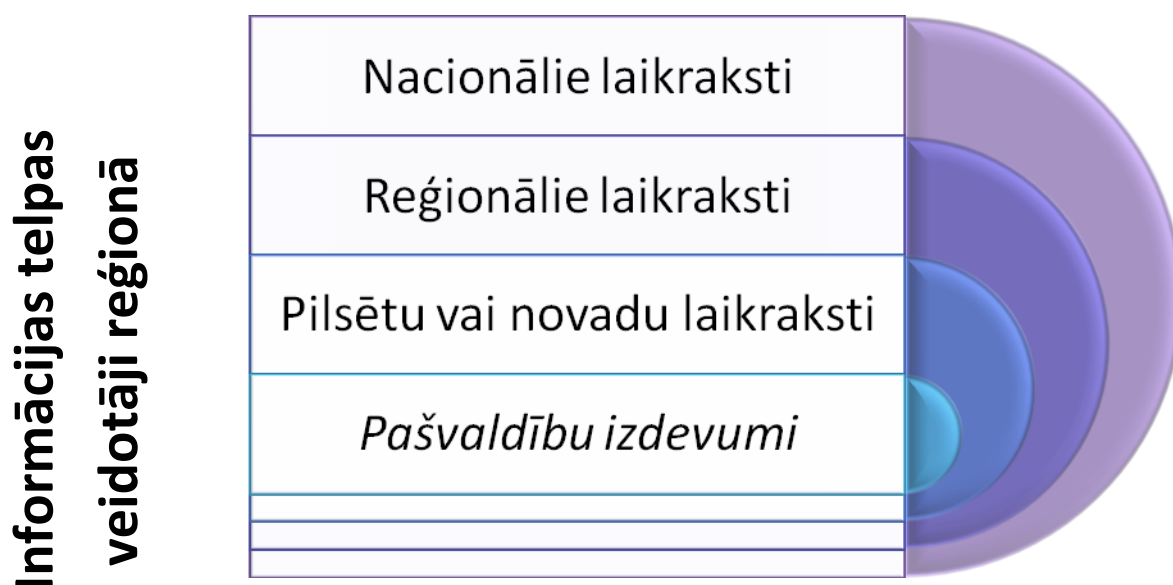 Informācijas telpas
veidotāji reģionā
Nacionālie laikraksti
Reģionālie laikraksti
Pilsētu vai novadu laikraksti
Pašvaldību izdevumi